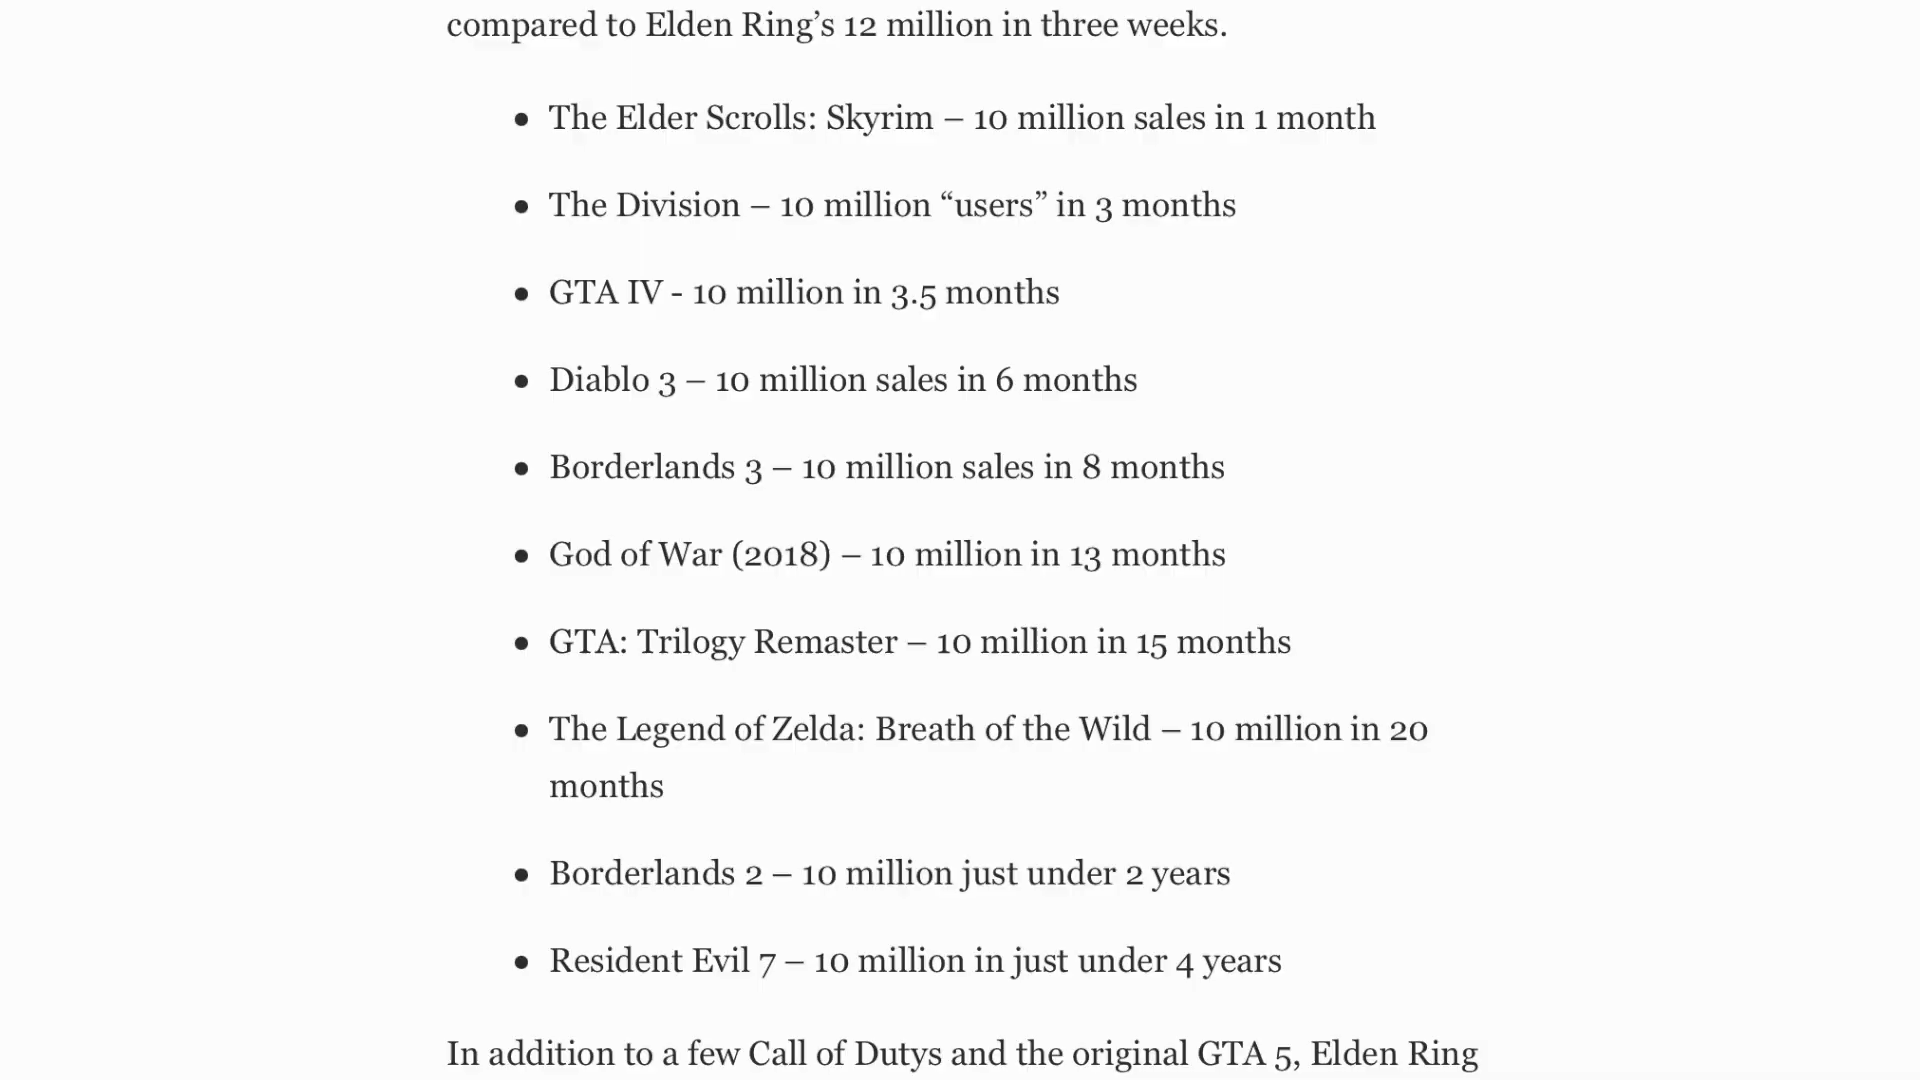 compared to Elden Ring’s 12 million in three weeks.
• The Elder Scrolls: Skyrim – 10 million sales in 1 month
• The Division – 10 million “users” in 3 months
• GTA IV - 10 million in 3.5 months
• Diablo 3 – 10 million sales in 6 months
• Borderlands 3 – 10 million sales in 8 months
• God of War (2018) – 10 million in 13 months
• GTA: Trilogy Remaster – 10 million in 15 months
• The Legend of Zelda: Breath of the Wild – 10 million in 20
months
• Borderlands 2 – 10 million just under 2 years
• Resident Evil 7 – 10 million in just under 4 years
In addition to a few Call of Dutys and the original GTA 5, Elden Ring